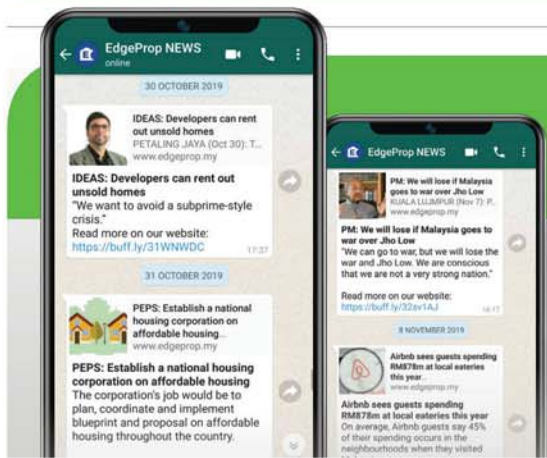 EdgeProp NEWS
online
30 OCTOBER 2019
IDEAS: Developers can rent
out unsold homes
PETALING JAYA (Oct 30): T...
www.edgeprop.my
IDEAS: Developers can rent out
unsold homes
"We want to avoid a subprime-style
crisis."
Read more on our website:
https://buff.ly/31WNWDC
17:37
31 OCTOBER 2019
PEPS: Establish a national
housing corporation on
affordable housing...
www.edgeprop.my
PEPS: Establish a national housing
corporation on affordable housing
The corporation's job would be to
plan, coordinate and implement
blueprint and proposal on affordable
housing throughout the country.
EdgeProp NEWS
PM: We will lose if Malaysia
goes to war over Jho Low
KUALA LUMPUR (Nov 7): P...
www.edgeprop.my
PM: We will lose if Malaysia goes to
war over Jho Low
"We can go to war, but we will lose the
war and Jho Low. We are conscious
that we are not a very strong nation."
Read more on our website:
https://buff.ly/32sv1AJ
8 NOVEMBER 2019
Airbnb sees guests spending
RM878m at local eateries
this year...
www.edgeprop.my
Airbnb sees guests spending
RM878m at local eateries this year
On average, Airbnb guests say 45%
of their spending occurs in the
neighbourhoods when they visited